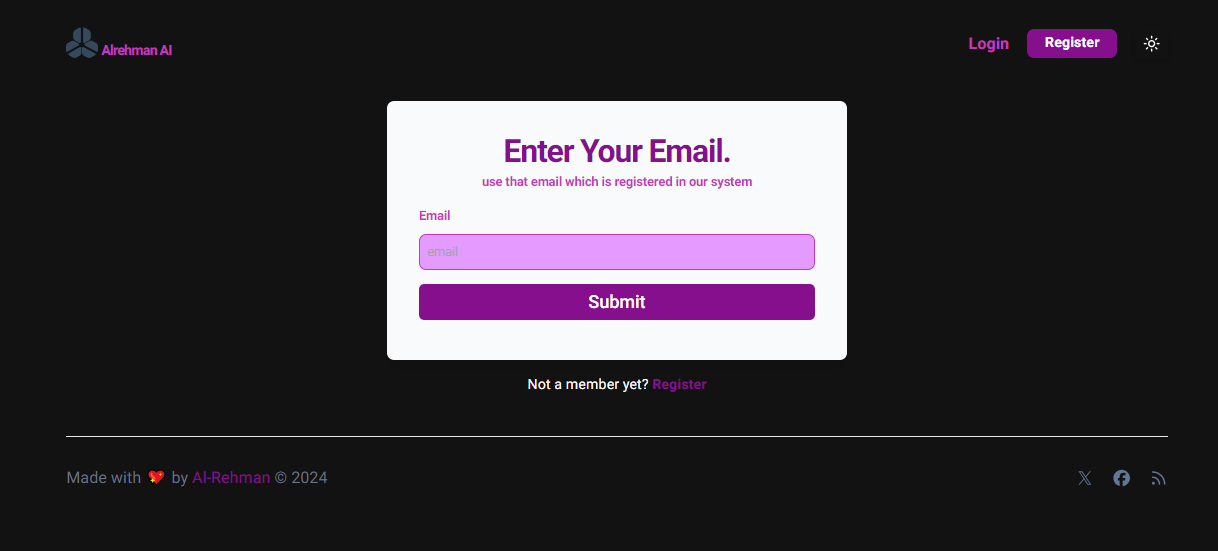 Alrehman AI
Login
Register
Enter Your Email.
use that email which is registered in our system
Email
email
Submit
Not a member yet? Register
Made with 💖 by Al-Rehman © 2024